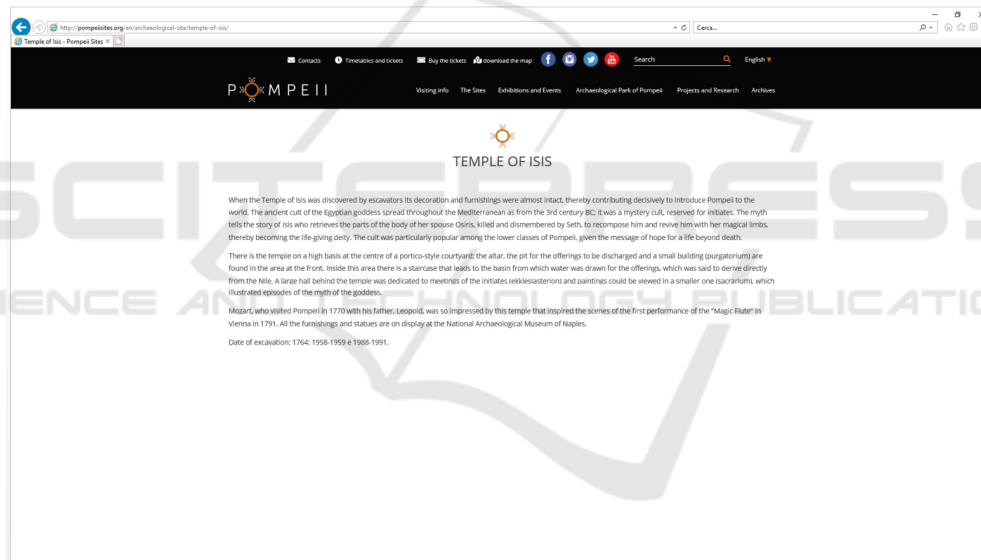 http://pompeiisites.org/en/archaeological-site/temple-of-isis/
Cerca...
Temple of Isis - Pompeii Sites
Contacts Timetables and tickets Buy the tickets download the map Search English
POMPEII
Visiting info The Sites Exhibitions and Events Archaeological Park of Pompeii Projects and Research Archives
TEMPLE OF ISIS
When the Temple of Isis was discovered by escavators its decoration and furnishings were almost intact, thereby contributing decisively to introduce Pompeii to the
world. The ancient cult of the Egyptian goddess spread throughout the Mediterranean as from the 3rd century BC; it was a mystery cult, reserved for initiates. The myth
tells the story of Isis who retrieves the parts of the body of her spouse Osiris, killed and dismembered by Seth, to recompose him and revive him with her magical limbs,
thereby becoming the life-giving deity. The cult was particularly popular among the lower classes of Pompeii, given the message of hope for a life beyond death.
There is the temple on a high basis at the centre of a portico-style courtyard; the altar, the pit for the offerings to be discharged and a small building (purgatorium) are
found in the area at the front. Inside this area there is a staircase that leads to the basin from which water was drawn for the offerings, which was said to derive directly
from the Nile. A large hall behind the temple was dedicated to meetings of the initiates (ekklesiasterion) and paintings could be viewed in a smaller one (sacrarium), which
illustrated episodes of the myth of the goddess.
Mozart, who visited Pompeii in 1770 with his father, Leopold, was so impressed by this temple that inspired the scenes of the first performance of the "Magic Flute" in
Vienna in 1791. All the furnishings and statues are on display at the National Archaeological Museum of Naples.
Date of excavation: 1764; 1958-1959 e 1988-1991.
SCITEPRESS
SCIENCE AND TECHNOLOGY PUBLICATIONS